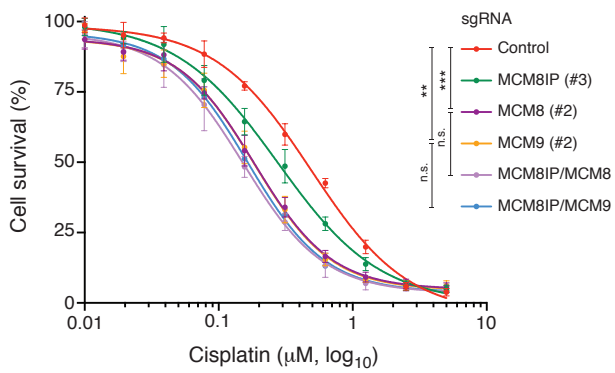 sgRNA
Control
MCM8IP (#3)
MCM8 (#2)
MCM9 (#2)
MCM8IP/MCM8
MCM8IP/MCM9
**
***
n.s.
n.s.
Cell survival (%)
100
75
50
25
0
0.01
0.1
1
10
Cisplatin (μM, log10)